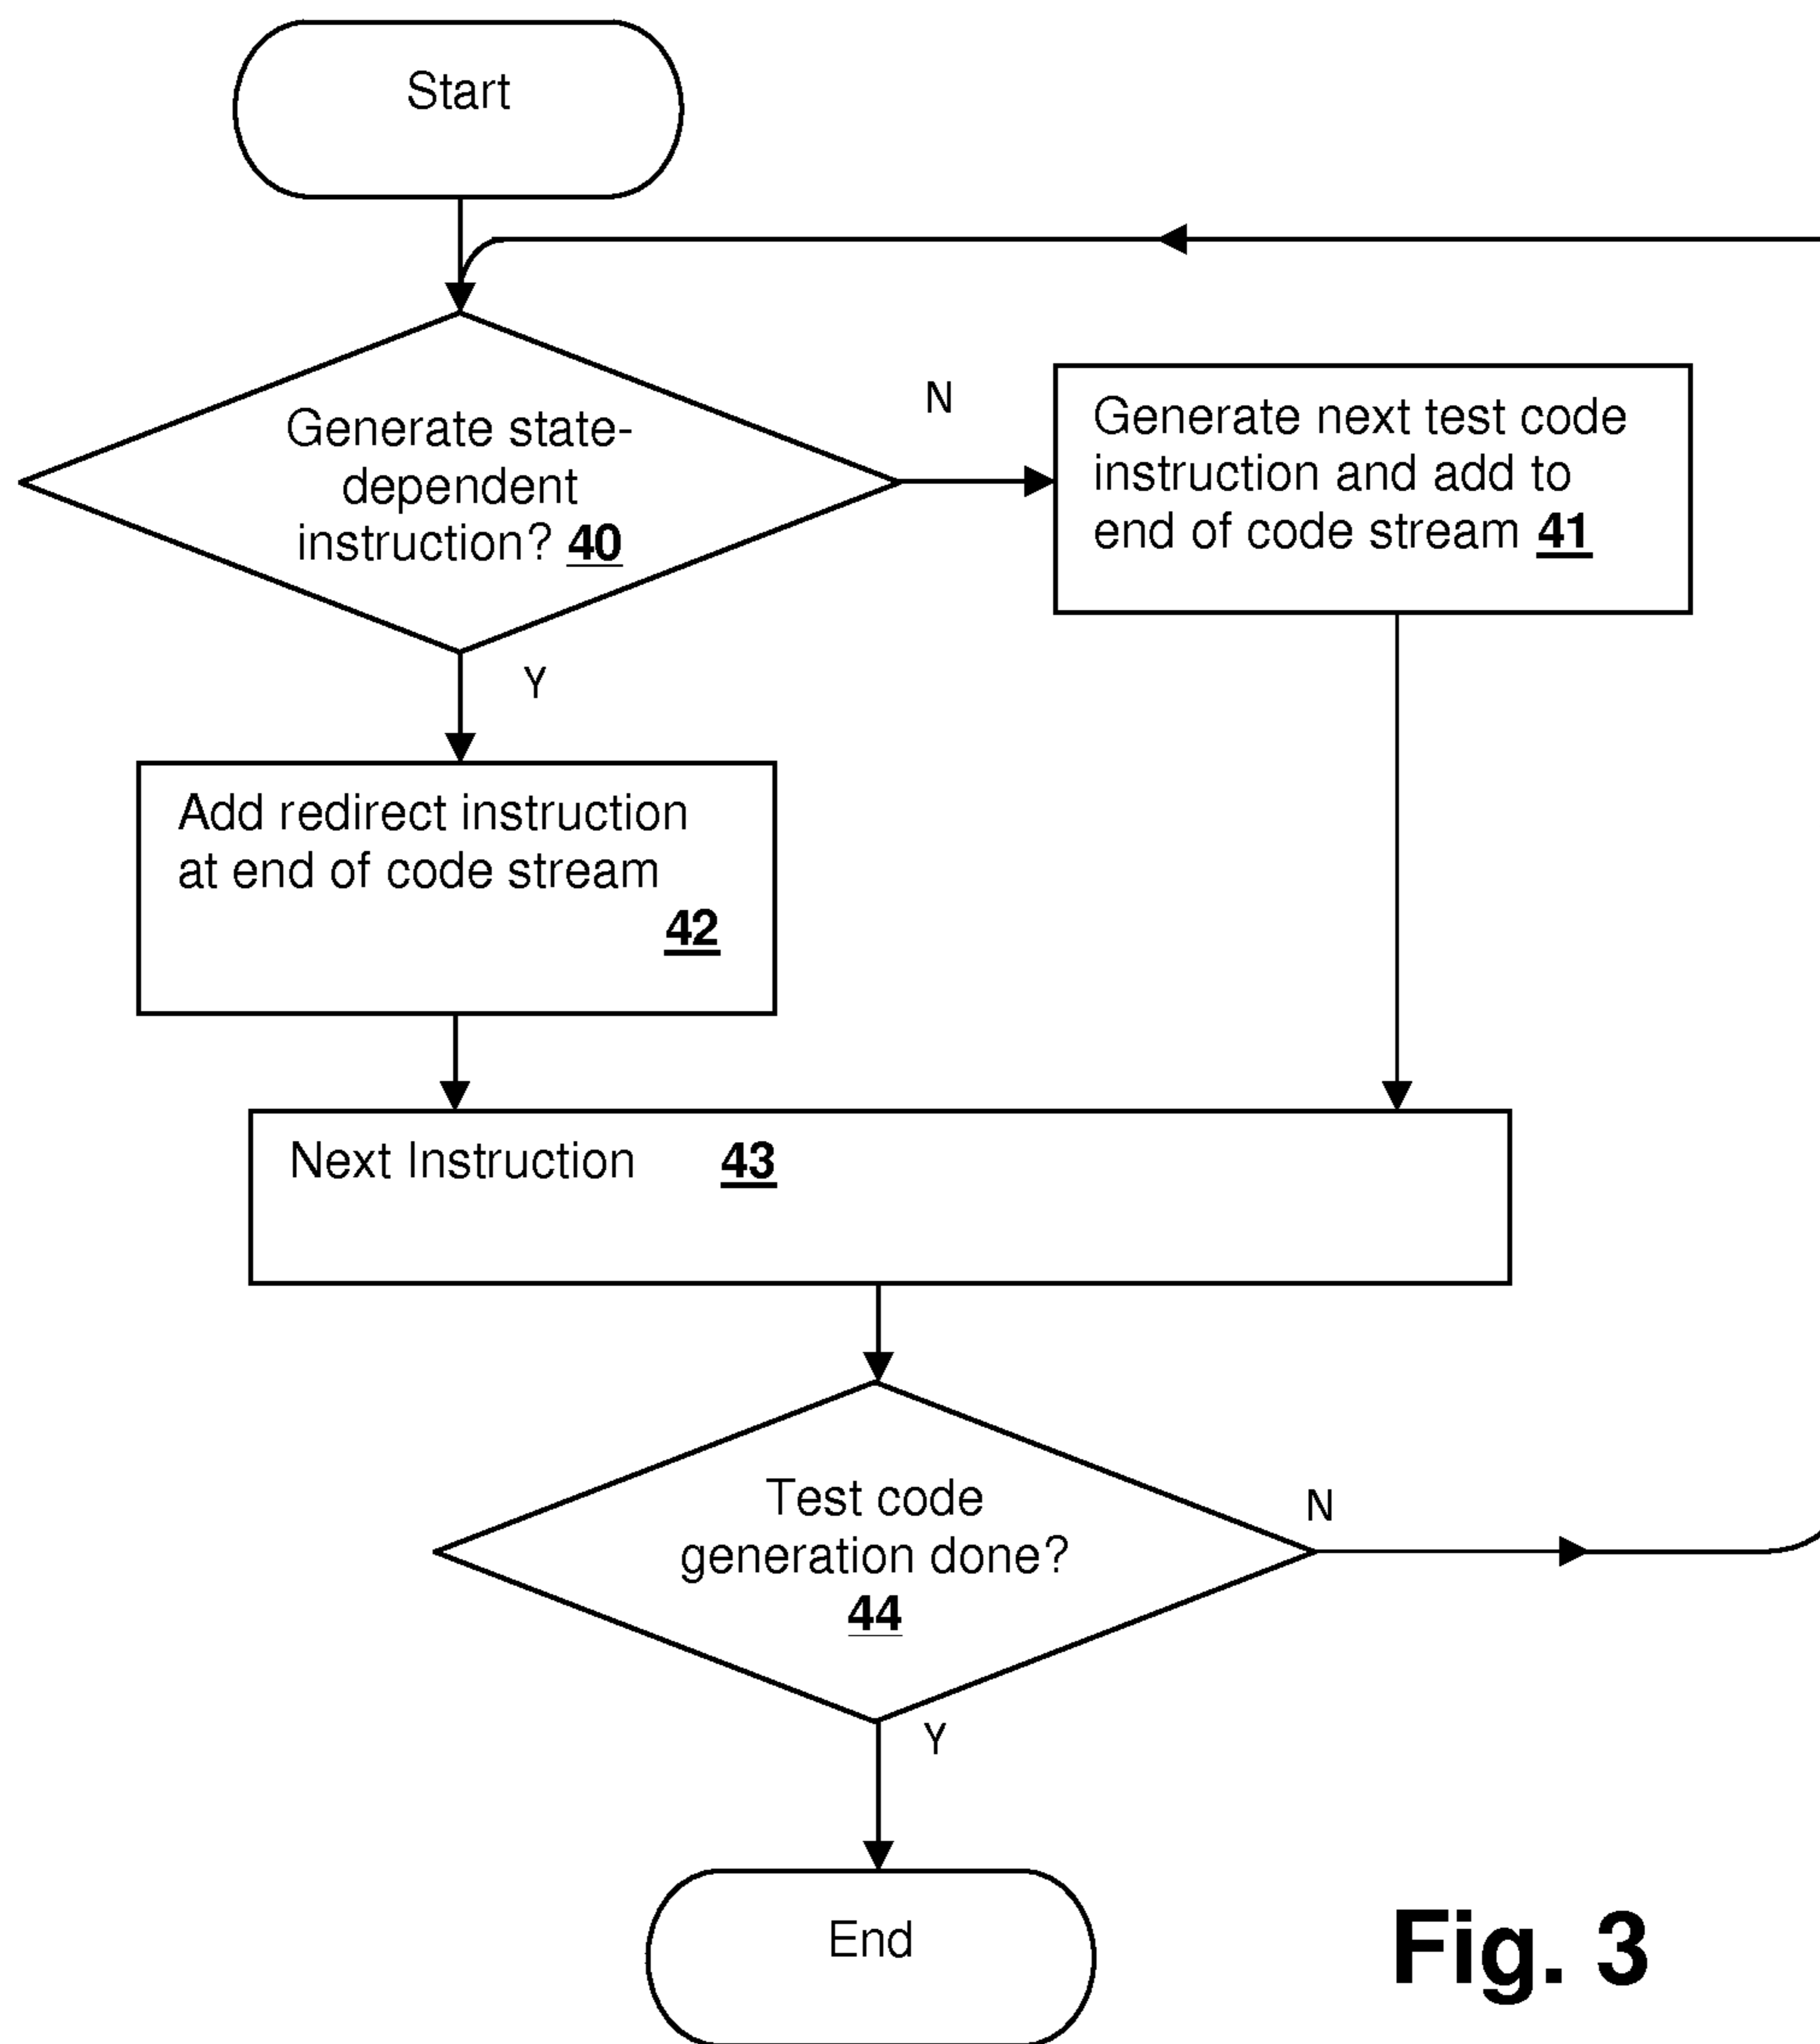 Start
Generate state-
dependent
instruction? 40
N
Generate next test code
instruction and add to
end of code stream 41
Y
Add redirect instruction
at end of code stream
42
Next Instruction 43
Test code
generation done?
44
N
Y
End
Fig. 3